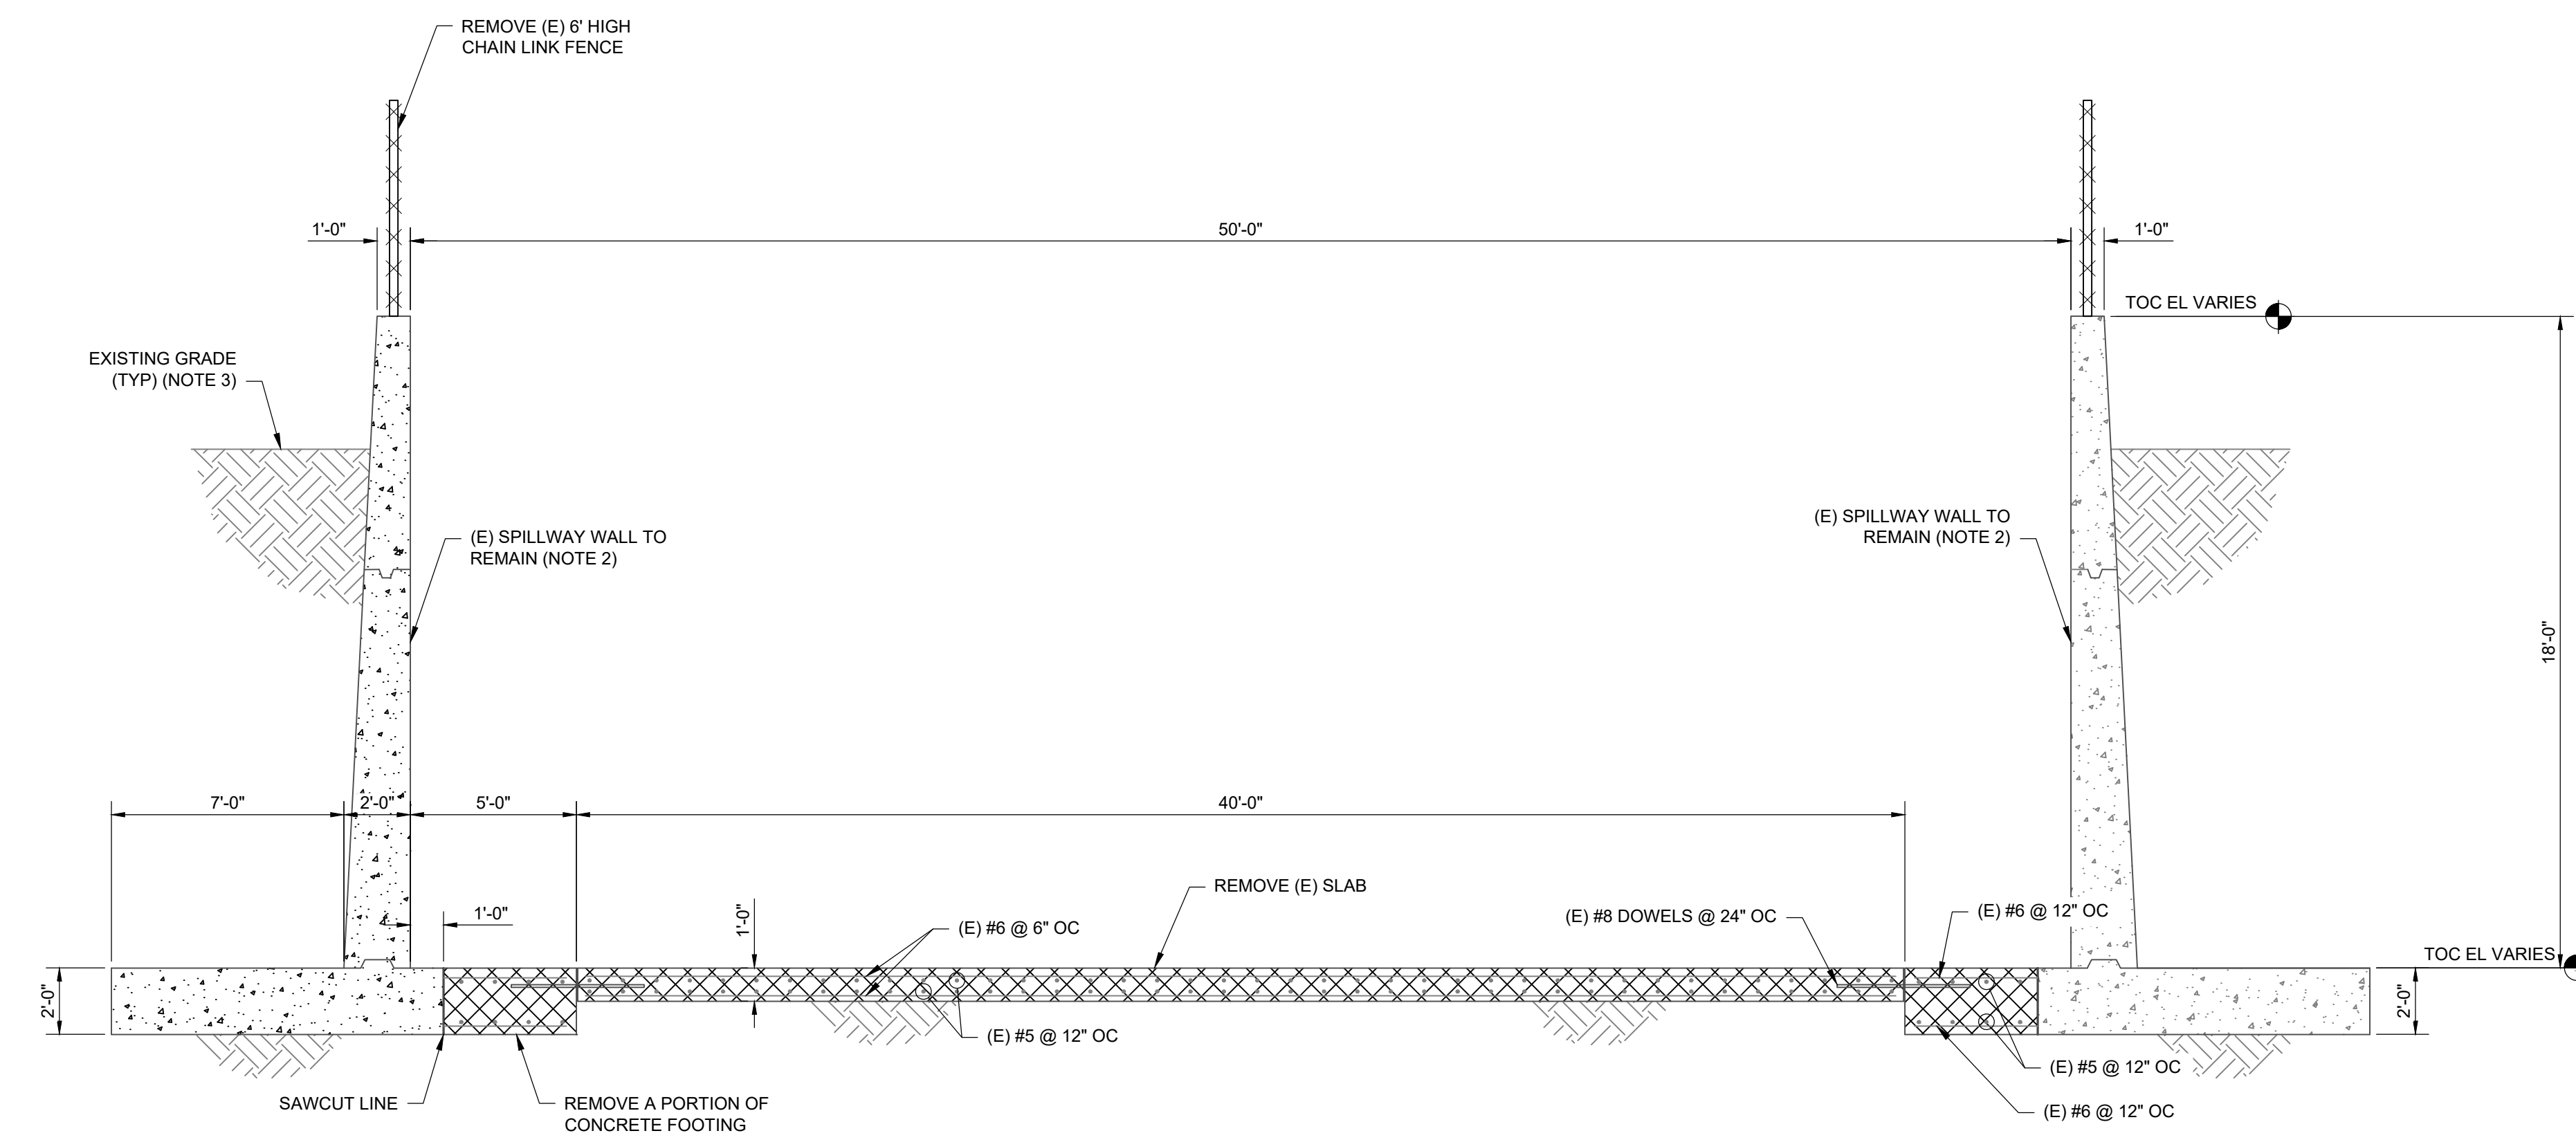 REMOVE (E) 6' HIGH
CHAIN LINK FENCE
1'-0"
50'-0"
1'-0"
TOC EL VARIES
EXISTING GRADE
(TYP) (NOTE 3)
(E) SPILLWAY WALL TO
REMAIN (NOTE 2)
(E) SPILLWAY WALL TO
REMAIN (NOTE 2)
18'-0"
7'-0"
2'-0"
5'-0"
40'-0"
REMOVE (E) SLAB
1'-0"
1'-0"
(E) #6 @ 6" OC
(E) #8 DOWELS @ 24" OC
(E) #6 @ 12" OC
TOC EL VARIES
2'-0"
2'-0"
(E) #5 @ 12" OC
(E) #5 @ 12" OC
SAWCUT LINE
REMOVE A PORTION OF
CONCRETE FOOTING
(E) #6 @ 12" OC